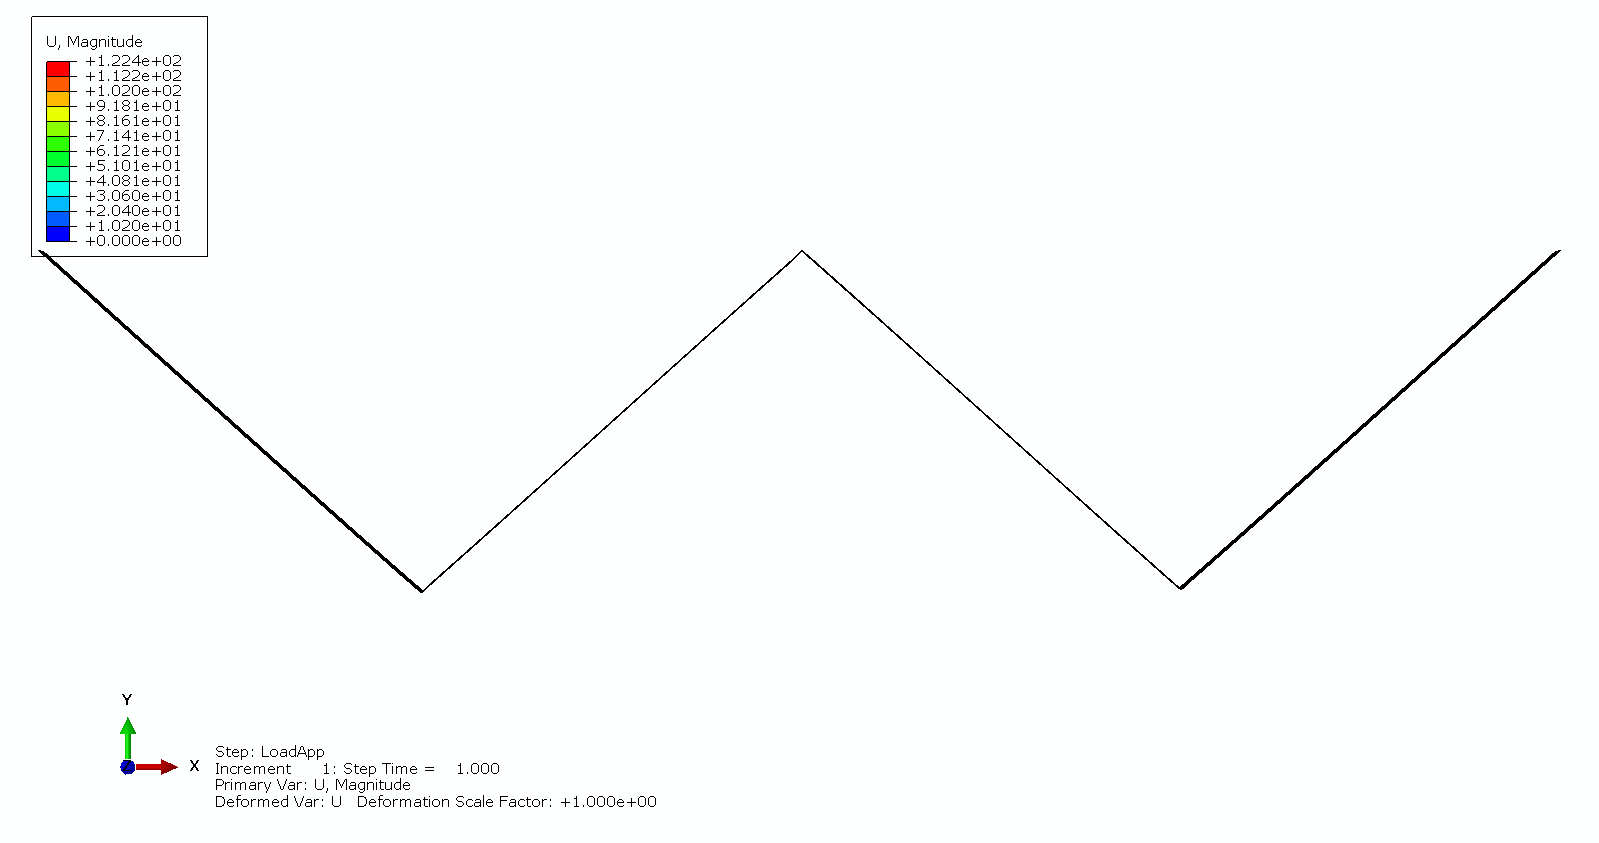 U, Magnitude
+1.224e+02
+1.122e+02
+1.020e+02
+9.181e+01
+8.161e+01
+7.141e+01
+6.121e+01
+5.101e+01
+4.081e+01
+3.060e+01
+2.040e+01
+1.020e+01
+0.000e+00
Y
X
Step: LoadApp
Increment 1: Step Time = 1.000
Primary Var: U, Magnitude
Deformed Var: U Deformation Scale Factor: +1.000e+00